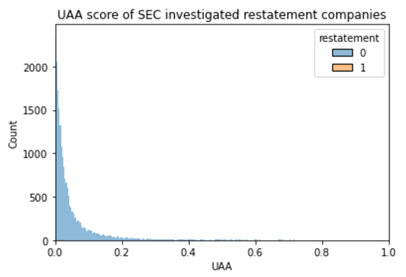 UAA score of SEC investigated restatement companies
restatement
0
1
Count
2000
1500
1000
500
0
0.0 0.2 0.4 0.6 0.8 1.0
UAA